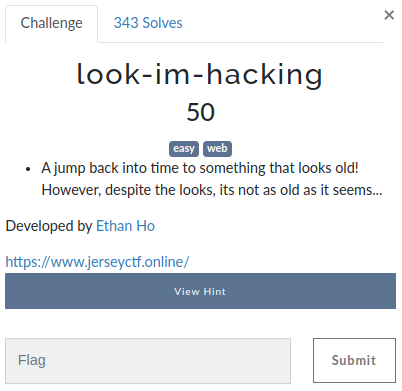 Challenge
343 Solves
×
look-im-hacking
50
easy web
• A jump back into time to something that looks old!
However, despite the looks, its not as old as it seems...
Developed by Ethan Ho
https://www.jerseyctf.online/
View Hint
Flag
Submit